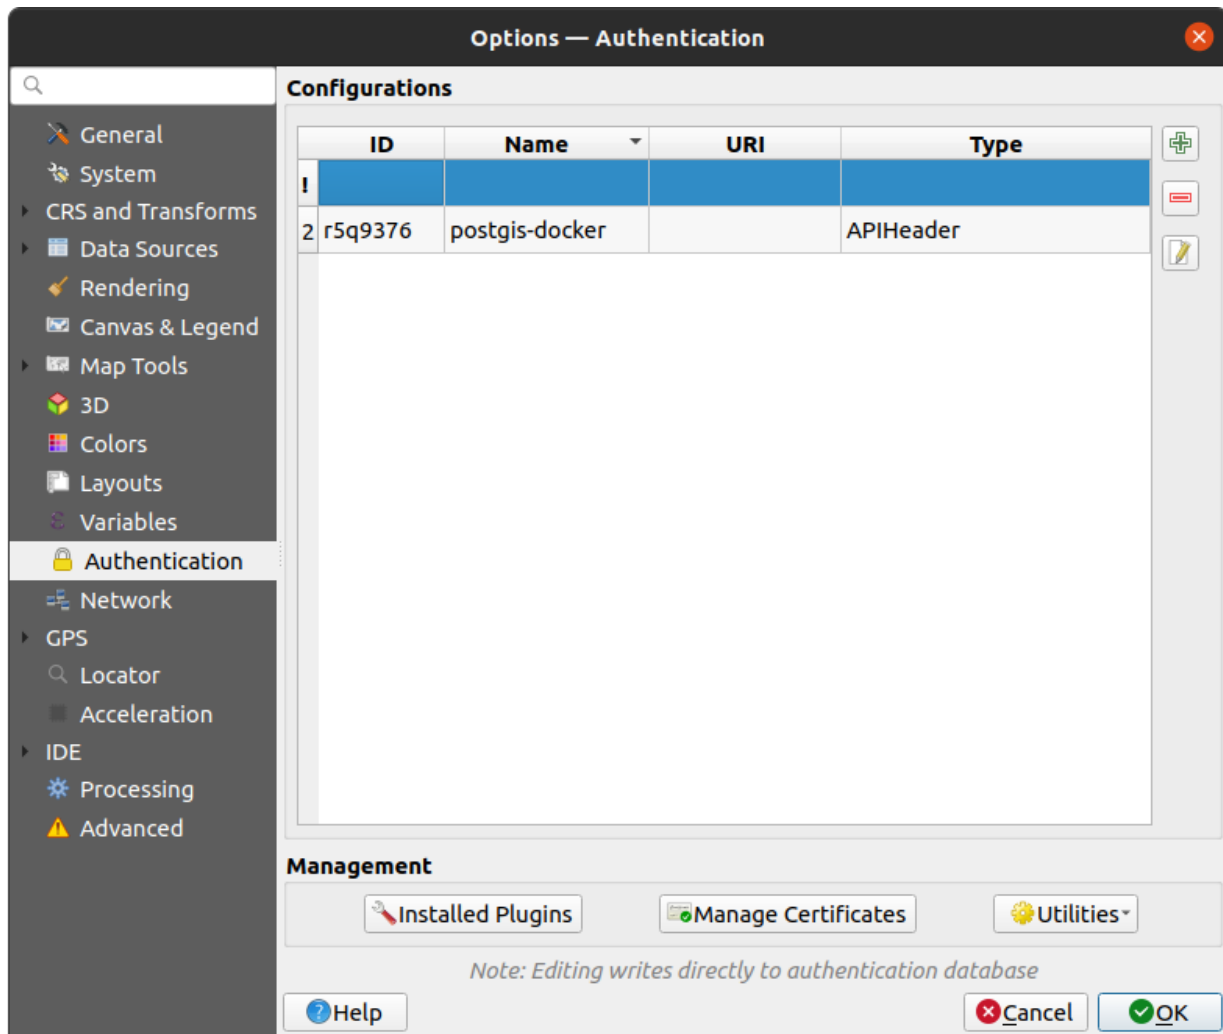 Options — Authentication
Configurations
General
System
CRS and Transforms
Data Sources
Rendering
Canvas & Legend
Map Tools
3D
Colors
Layouts
Variables
Authentication
Network
GPS
Locator
Acceleration
IDE
Processing
Advanced
ID Name URI Type
!
2 r5q9376 postgis-docker APIHeader
Management
Installed Plugins Manage Certificates Utilities
Note: Editing writes directly to authentication database
Help Cancel OK